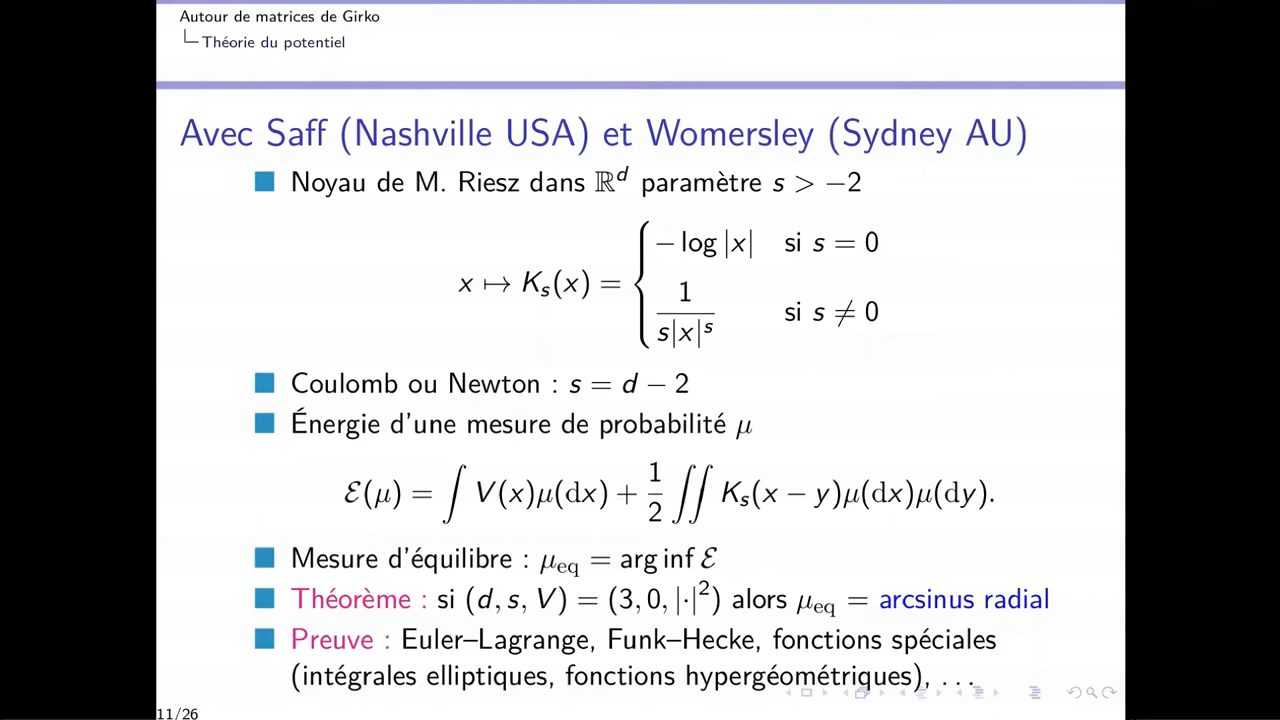 Autour de matrices de Girko
Théorie du potentiel
Avec Saff (Nashville USA) et Womersley (Sydney AU)
Noyau de M. Riesz dans ℝᵈ paramètre s > −2
x ↦ Kₛ(x) = { − log |x| si s = 0
1 / s|x|ˢ si s ≠ 0
Coulomb ou Newton : s = d − 2
Énergie d'une mesure de probabilité μ
ℰ(μ) = ∫ V(x)μ(dx) + 1/2 ∬ Kₛ(x − y)μ(dx)μ(dy).
Mesure d'équilibre : μ_eq = arg inf ℰ
Théorème : si (d, s, V) = (3, 0, |·|²) alors μ_eq = arcsinus radial
Preuve : Euler–Lagrange, Funk–Hecke, fonctions spéciales
(intégrales elliptiques, fonctions hypergéométriques), . . .
11/26